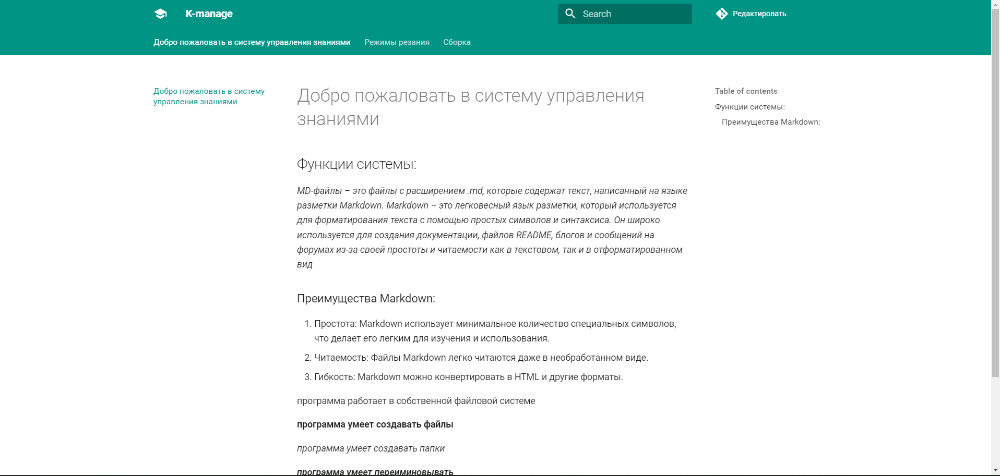 K-manage
Search
Редактировать
Добро пожаловать в систему управления знаниями
Режимы резания
Сборка
Добро пожаловать в систему
управления знаниями
Добро пожаловать в систему управления
знаниями
Table of contents
Функции системы:
Преимущества Markdown:
Функции системы:
MD-файлы – это файлы с расширением .md, которые содержат текст, написанный на языке
разметки Markdown. Markdown – это легковесный язык разметки, который используется
для форматирования текста с помощью простых символов и синтаксиса. Он широко
используется для создания документации, файлов README, блогов и сообщений на
форумах из-за своей простоты и читаемости как в текстовом, так и в отформатированном
вид
Преимущества Markdown:
1. Простота: Markdown использует минимальное количество специальных символов,
что делает его легким для изучения и использования.
2. Читаемость: Файлы Markdown легко читаются даже в необработанном виде.
3. Гибкость: Markdown можно конвертировать в HTML и другие форматы.
программа работает в собственной файловой системе
программа умеет создавать файлы
программа умеет создавать папки
программа умеет переиминовывать